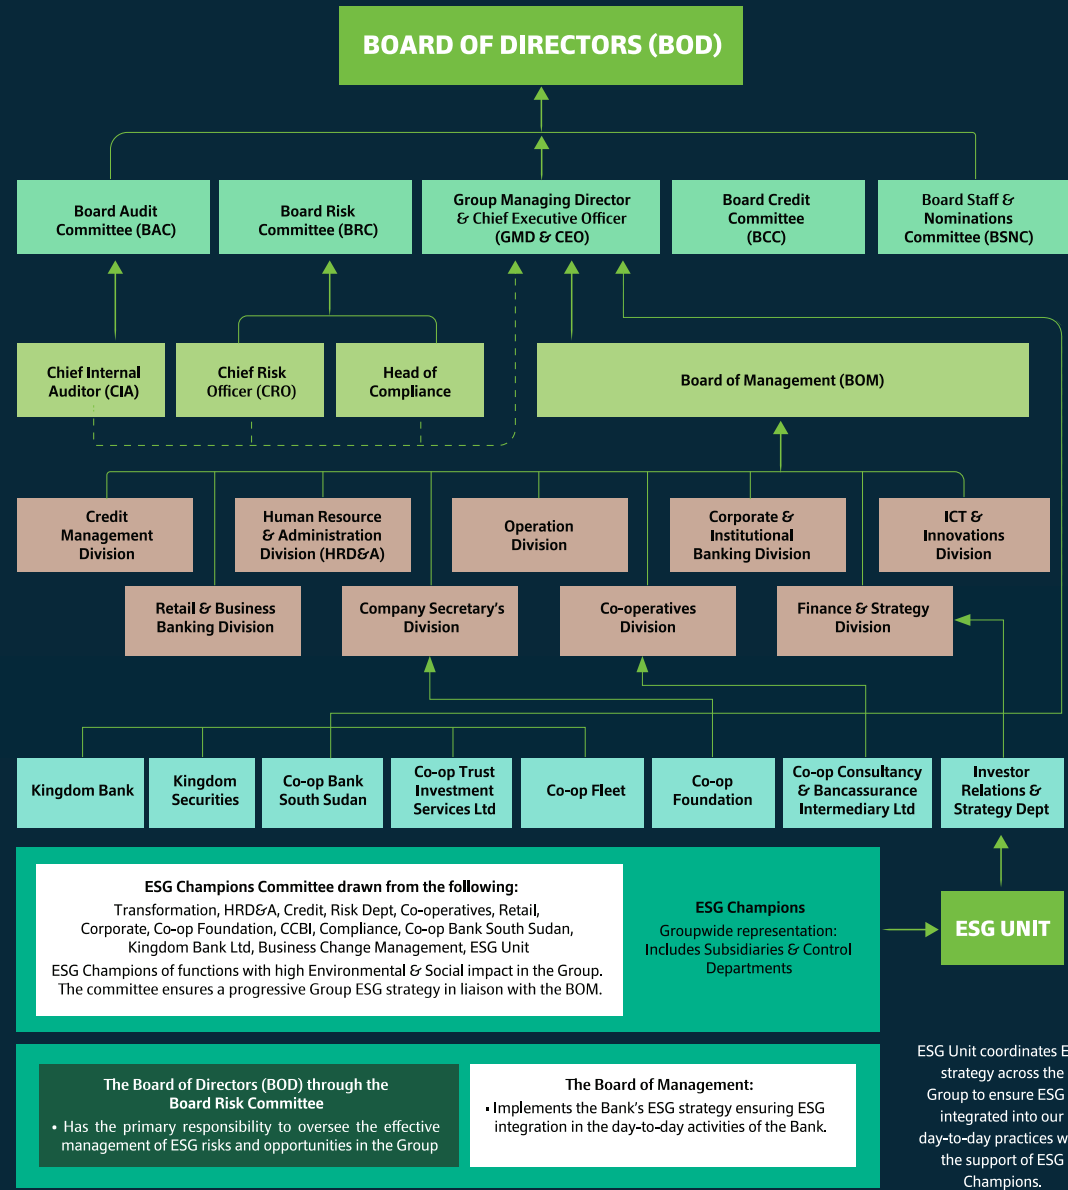 BOARD OF DIRECTORS (BOD)
Board Audit
Committee (BAC)
Board Risk
Committee (BRC)
Group Managing Director
& Chief Executive Officer
(GMD & CEO)
Board Credit
Committee
(BCC)
Board Staff &
Nominations
Committee (BSNC)
Chief Internal
Auditor (CIA)
Chief Risk
Officer (CRO)
Head of
Compliance
Board of Management (BOM)
Credit
Management
Division
Human Resource
& Administration
Division (HRD&A)
Operation
Division
Corporate &
Institutional
Banking Division
ICT &
Innovations
Division
Retail & Business
Banking Division
Company Secretary's
Division
Co-operatives
Division
Finance & Strategy
Division
Kingdom Bank
Kingdom
Securities
Co-op Bank
South Sudan
Co-op Trust
Investment
Services Ltd
Co-op Fleet
Co-op
Foundation
Co-op Consultancy
& Bancassurance
Intermediary Ltd
Investor
Relations &
Strategy Dept
ESG Champions Committee drawn from the following:
Transformation, HRD&A, Credit, Risk Dept, Co-operatives, Retail,
Corporate, Co-op Foundation, CCBI, Compliance, Co-op Bank South Sudan,
Kingdom Bank Ltd, Business Change Management, ESG Unit
ESG Champions of functions with high Environmental & Social impact in the Group.
The committee ensures a progressive Group ESG strategy in liaison with the BOM.
ESG Champions
Groupwide representation:
Includes Subsidiaries & Control
Departments
ESG UNIT
The Board of Directors (BOD) through the
Board Risk Committee
• Has the primary responsibility to oversee the effective
management of ESG risks and opportunities in the Group
The Board of Management:
• Implements the Bank's ESG strategy ensuring ESG
integration in the day-to-day activities of the Bank.
ESG Unit coordinates
strategy across the
Group to ensure ESG
integrated into our
day-to-day practices
the support of ESG
Champions.